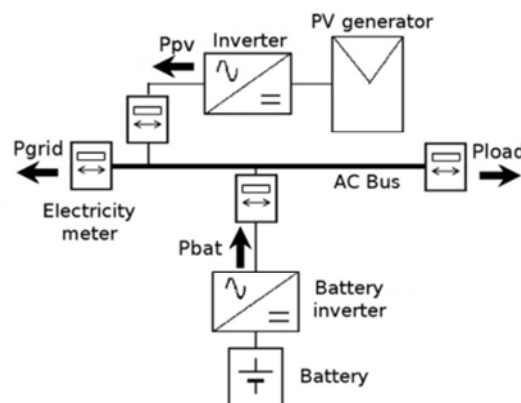 PV generator
Inverter
Ppv
Pgrid
Pload
AC Bus
Electricity
meter
Pbat
Battery
inverter
Battery